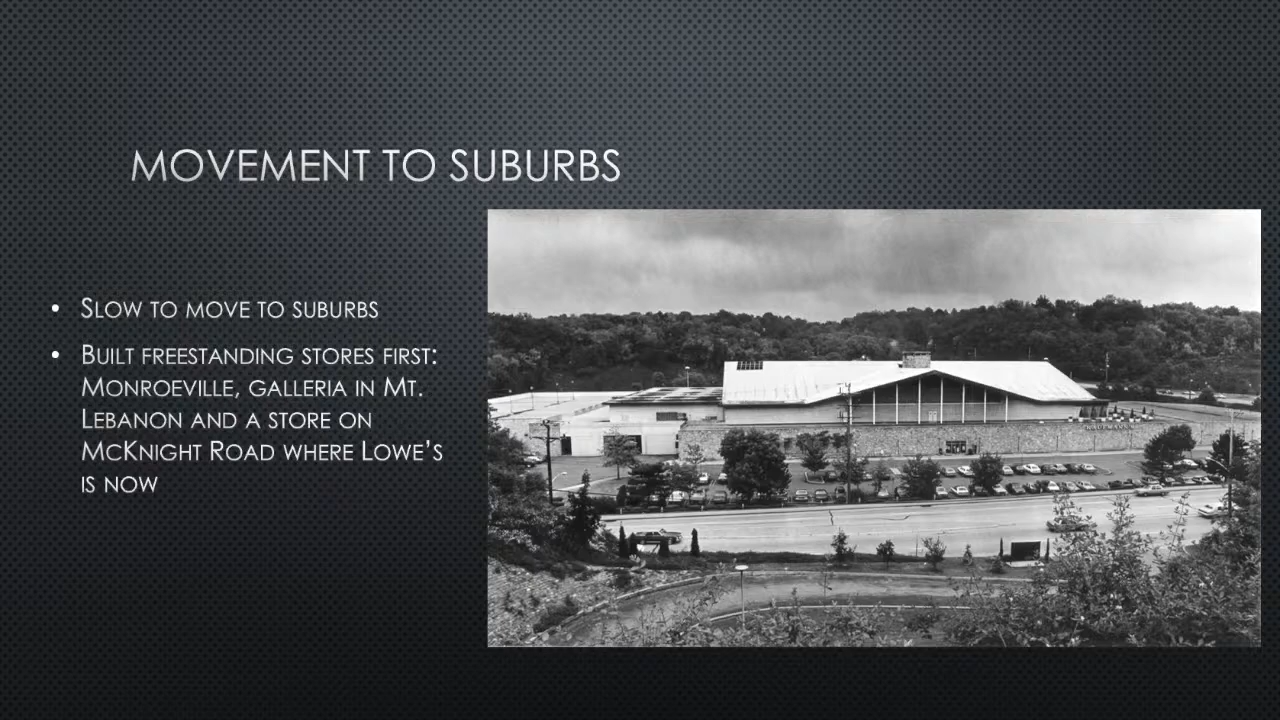 MOVEMENT TO SUBURBS
• SLOW TO MOVE TO SUBURBS
• BUILT FREESTANDING STORES FIRST:
MONROEVILLE, GALLERIA IN MT.
LEBANON AND A STORE ON
MCKNIGHT ROAD WHERE LOWE'S
IS NOW